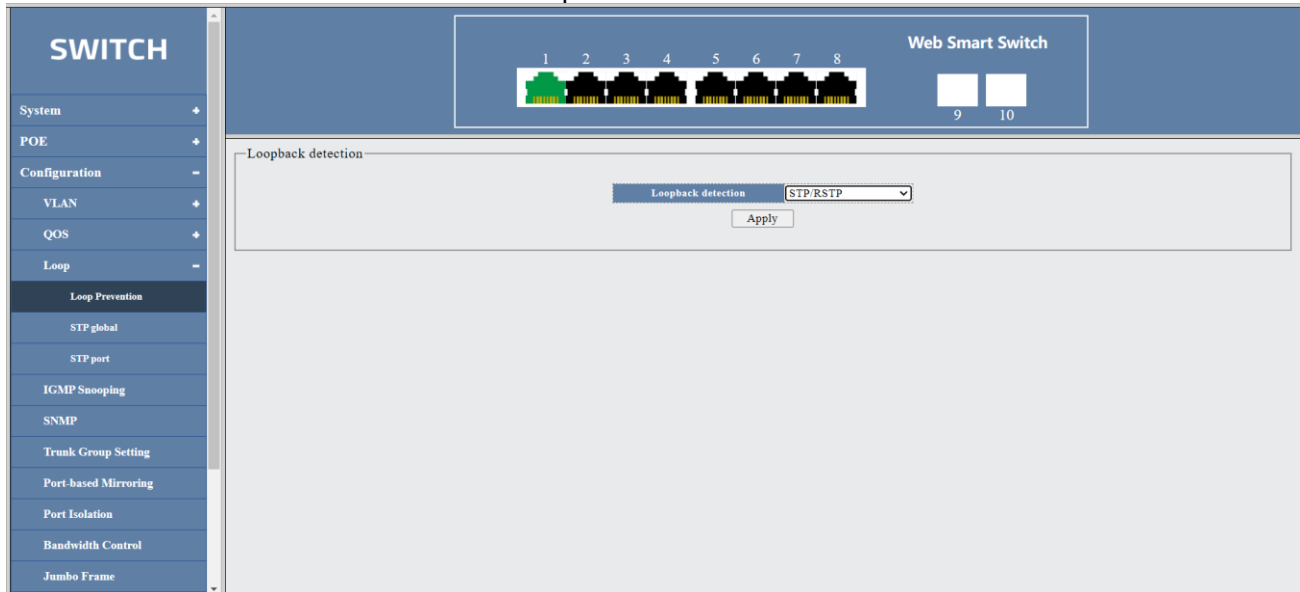 SWITCH
System
POE
Configuration
VLAN
QOS
Loop
Loop Prevention
STP global
STP port
IGMP Snooping
SNMP
Trunk Group Setting
Port-based Mirroring
Port Isolation
Bandwidth Control
Jumbo Frame
1 2 3 4 5 6 7 8
Web Smart Switch
9 10
Loopback detection
Loopback detection STP/RSTP
Apply